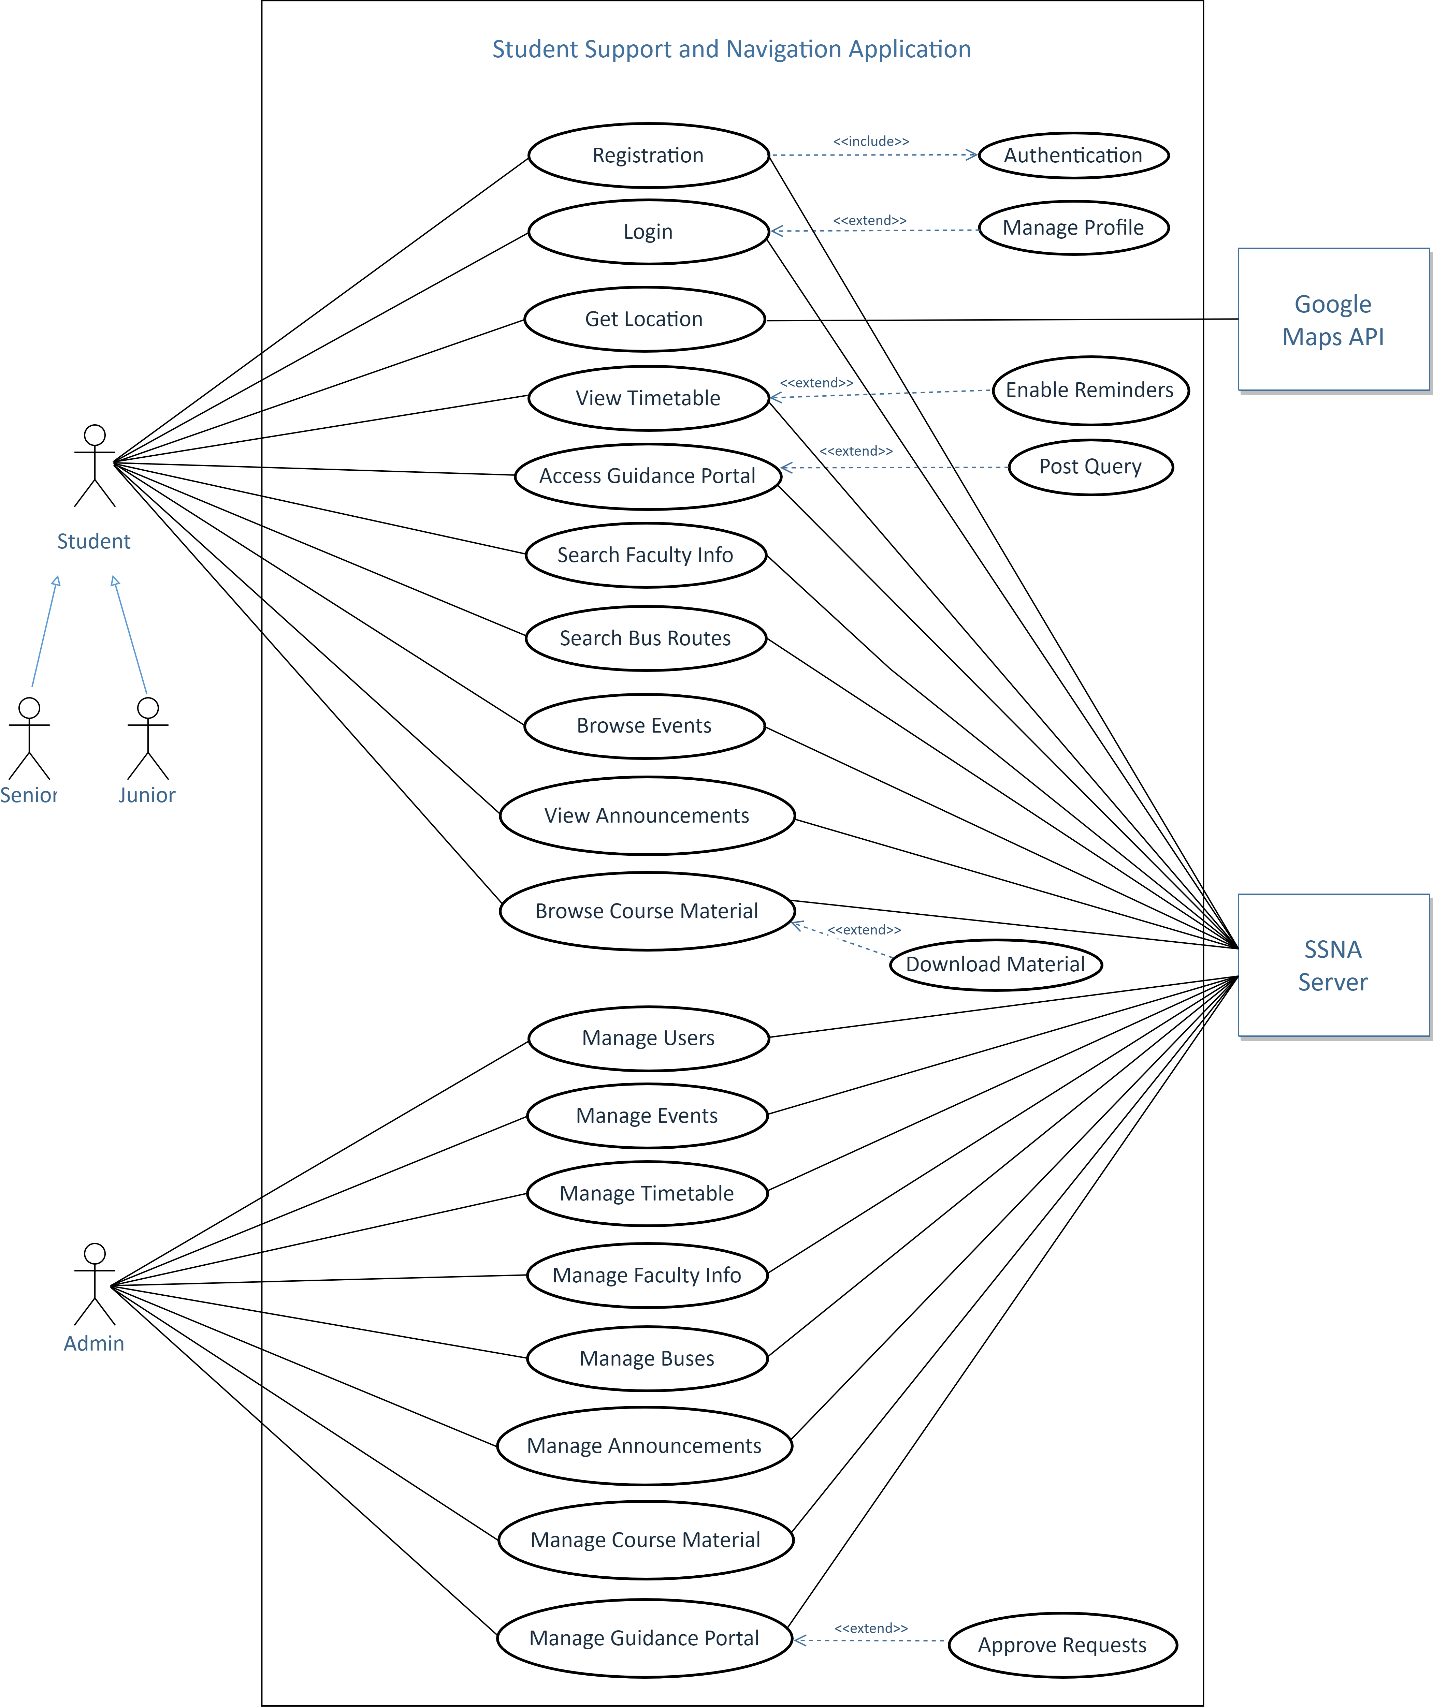 Student Support and Navigation Application
Registration
<<include>>
Authentication
Login
<<extend>>
Manage Profile
Get Location
Google
Maps API
View Timetable
<<extend>>
Enable Reminders
Access Guidance Portal
<<extend>>
Post Query
Student
Search Faculty Info
Search Bus Routes
Browse Events
Senior
Junior
View Announcements
Browse Course Material
<<extend>>
Download Material
SSNA
Server
Manage Users
Manage Events
Manage Timetable
Manage Faculty Info
Admin
Manage Buses
Manage Announcements
Manage Course Material
Manage Guidance Portal
<<extend>>
Approve Requests